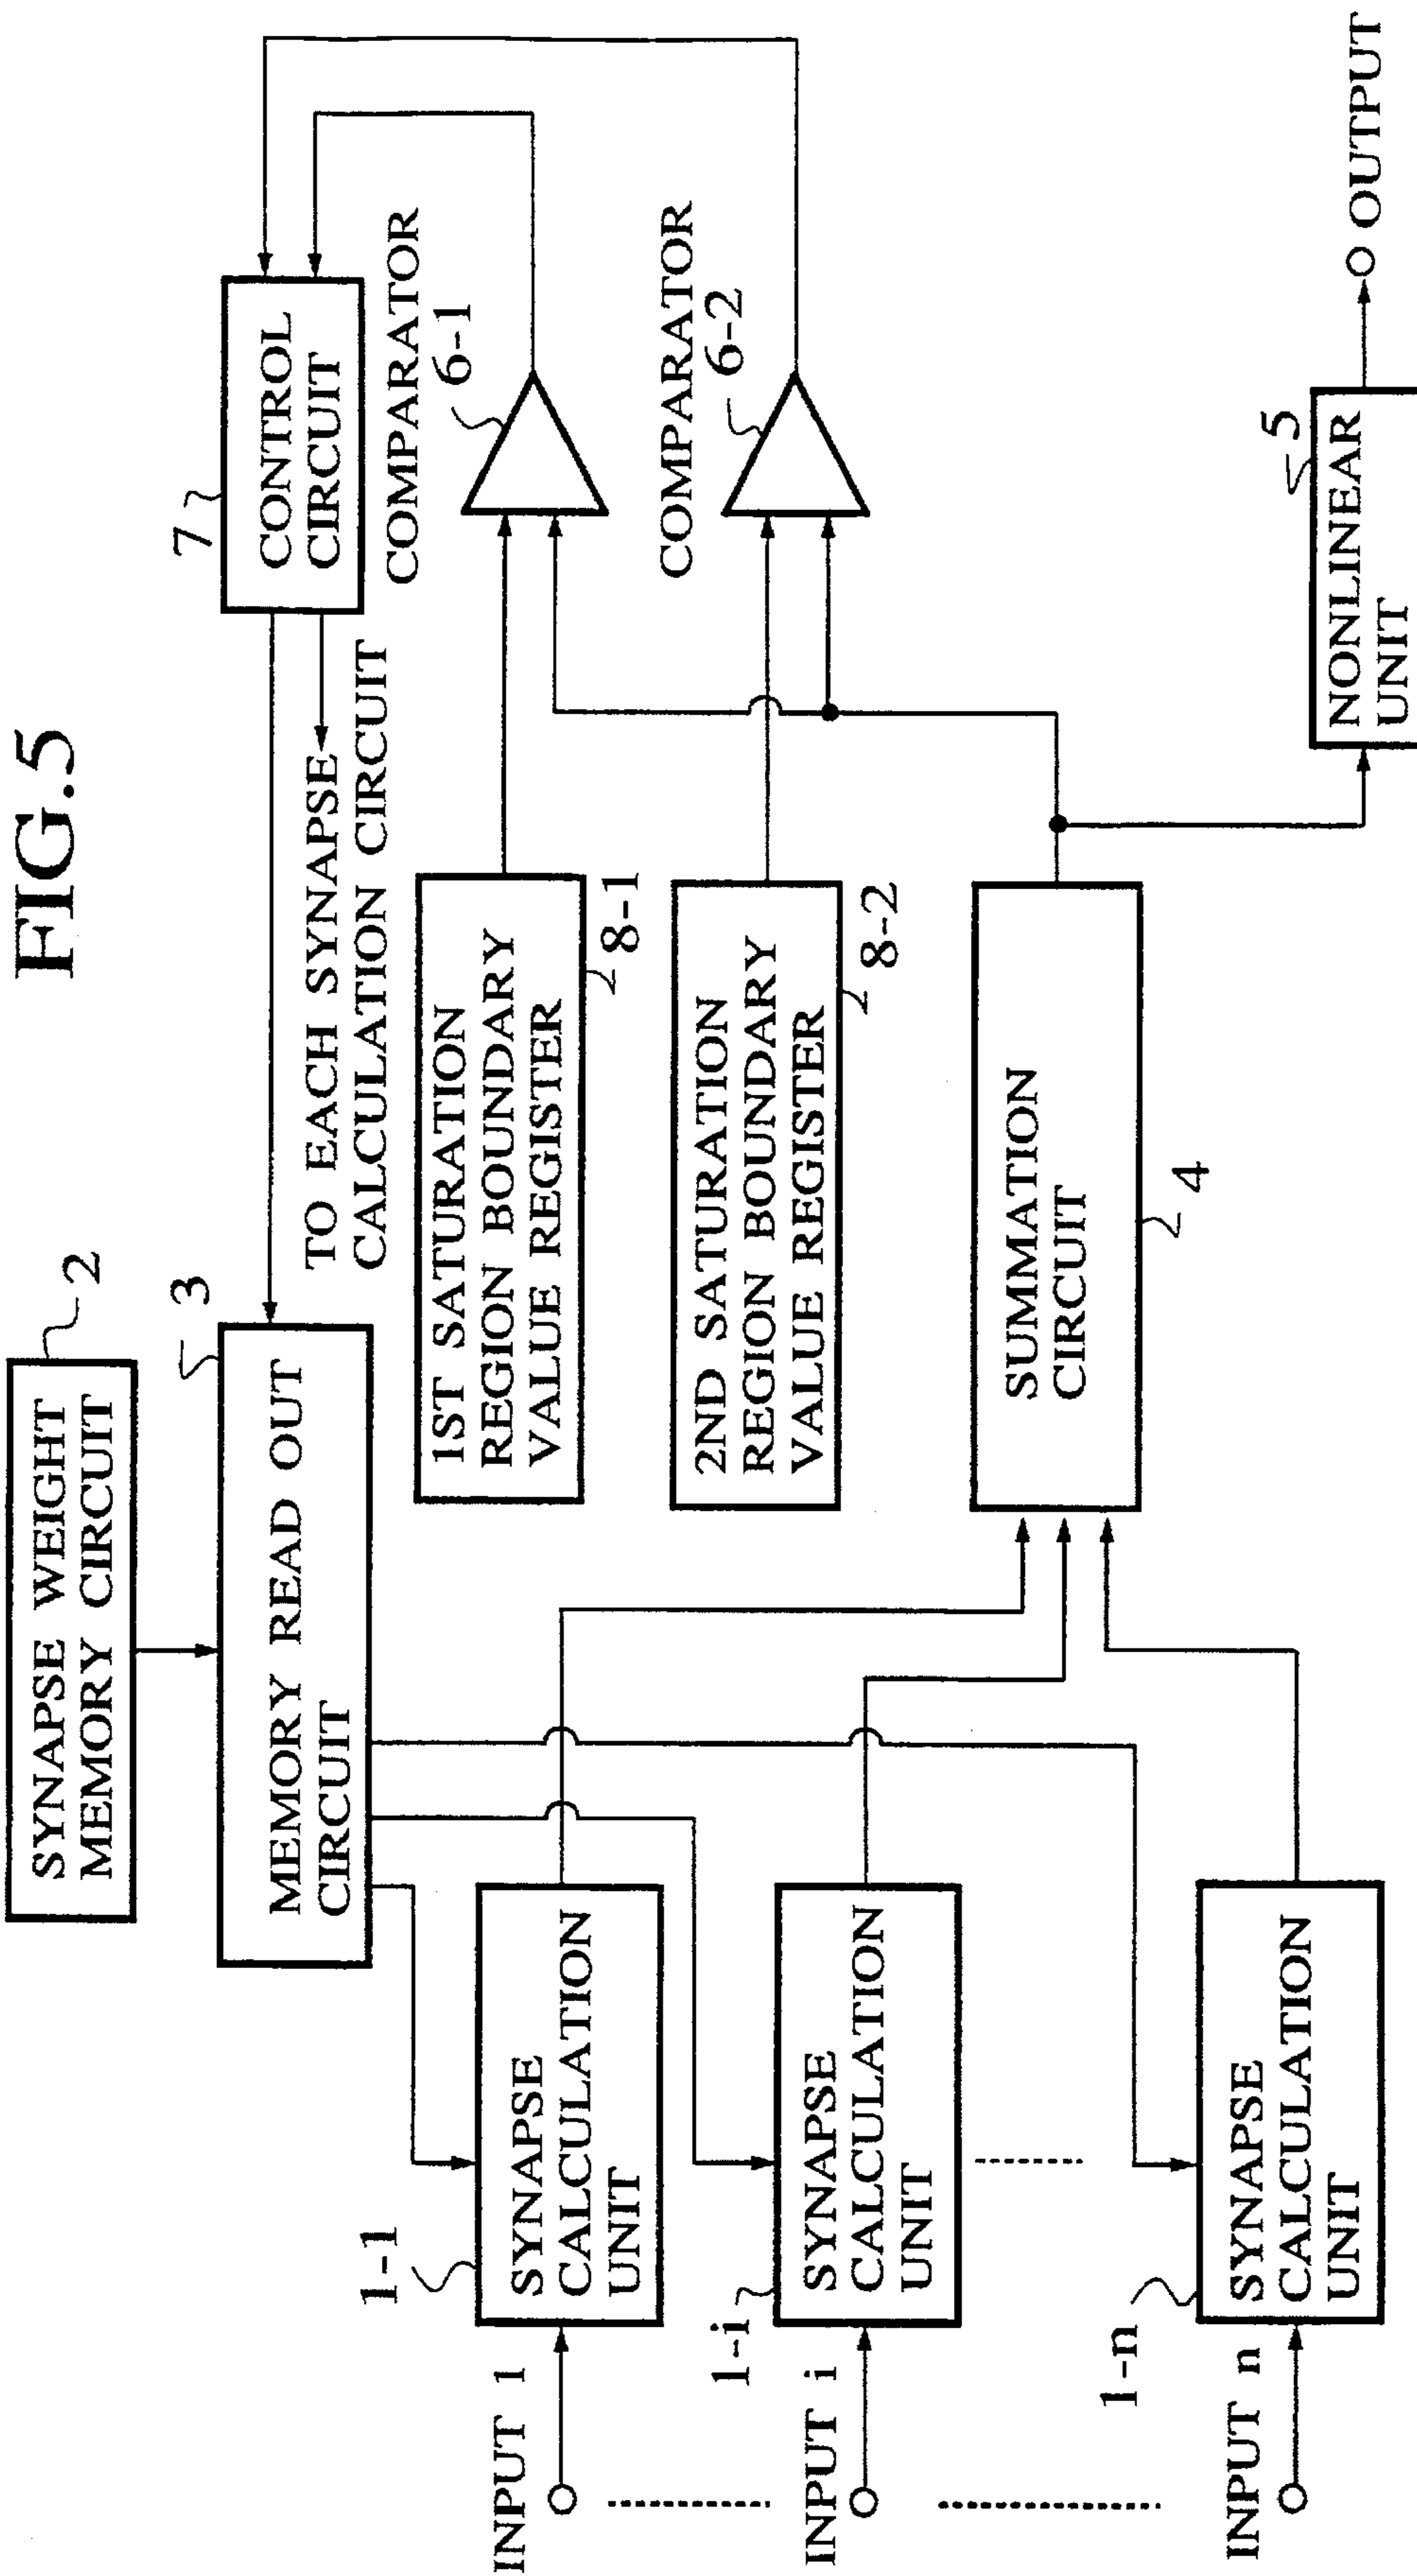 FIG.5
SYNAPSE WEIGHT
MEMORY CIRCUIT
2
MEMORY READ OUT
CIRCUIT
3
7
CONTROL
CIRCUIT
TO EACH SYNAPSE
CALCULATION CIRCUIT
COMPARATOR
6-1
1ST SATURATION
REGION BOUNDARY
VALUE REGISTER
8-1
COMPARATOR
6-2
2ND SATURATION
REGION BOUNDARY
VALUE REGISTER
8-2
INPUT 1
1-1
SYNAPSE
CALCULATION
UNIT
INPUT i
1-i
SYNAPSE
CALCULATION
UNIT
INPUT n
1-n
SYNAPSE
CALCULATION
UNIT
SUMMATION
CIRCUIT
4
5
NONLINEAR
UNIT
OUTPUT